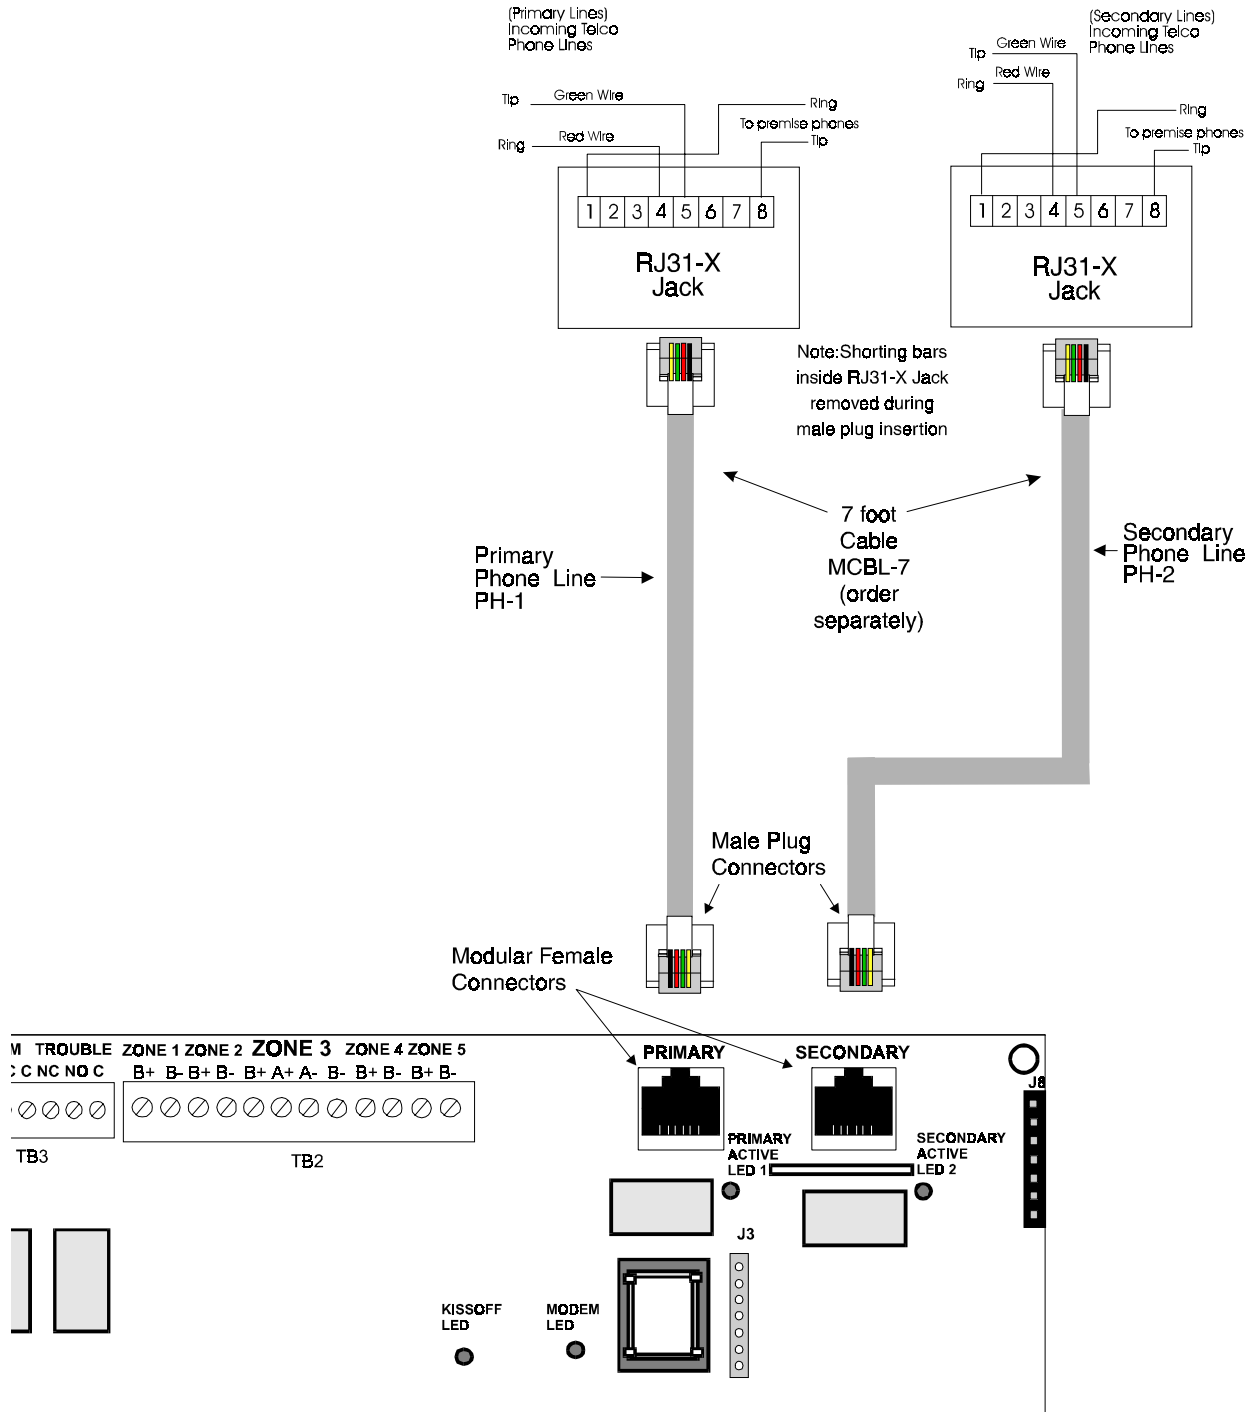 (Primary Lines)
Incoming Telco
Phone Lines
(Secondary Lines)
Incoming Telco
Phone Lines
Tip
Green Wire
Ring
Red Wire
Ring
To premise phones
Tip
Tip
Green Wire
Ring
Red Wire
Ring
To premise phones
Tip
1 2 3 4 5 6 7 8
RJ31-X
Jack
1 2 3 4 5 6 7 8
RJ31-X
Jack
Note:Shorting bars
inside RJ31-X Jack
removed during
male plug insertion
7 foot
Cable
MCBL-7
(order
separately)
Primary
Phone Line
PH-1
Secondary
Phone Line
PH-2
Male Plug
Connectors
Modular Female
Connectors
M TROUBLE ZONE 1 ZONE 2 ZONE 3 ZONE 4 ZONE 5
C C NC NO C B+ B- B+ B- B+ A+ A- B- B+ B- B+ B-
TB3
TB2
PRIMARY
SECONDARY
J8
PRIMARY
ACTIVE
LED 1
SECONDARY
ACTIVE
LED 2
J3
KISSOFF
LED
MODEM
LED